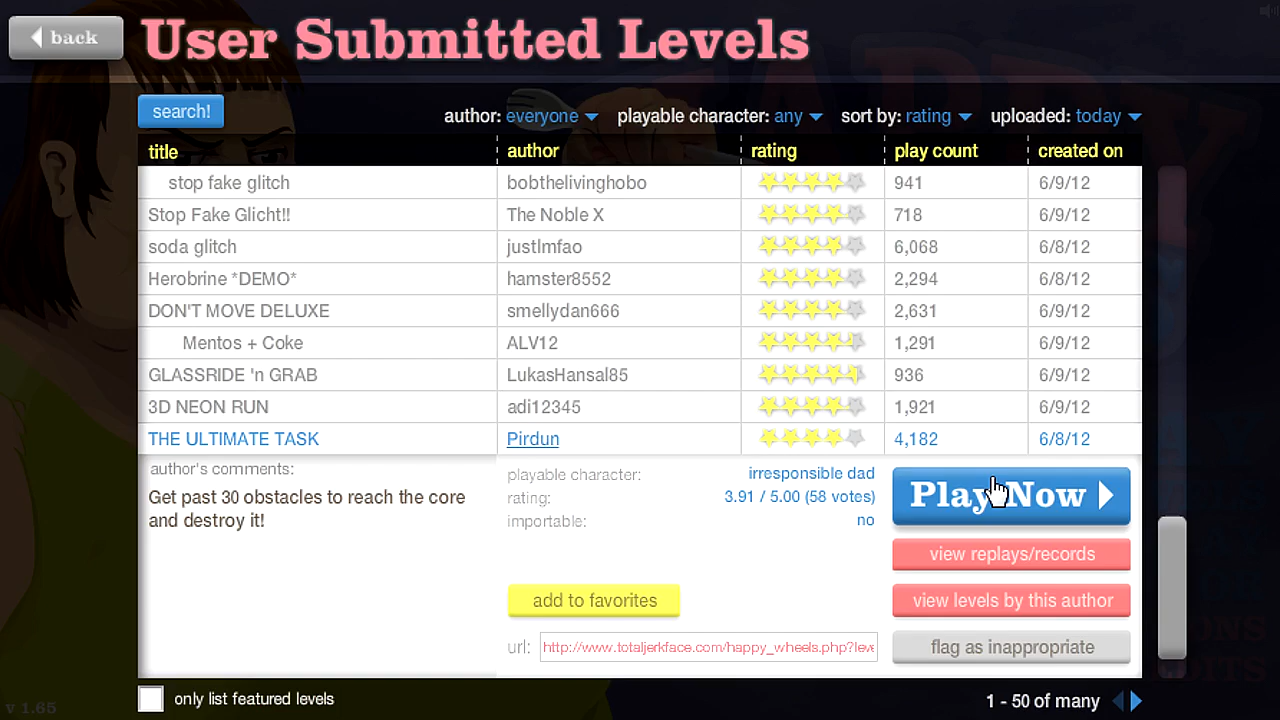 back
User Submitted Levels
search!
author: everyone playable character: any sort by: rating uploaded: today
title author rating play count created on
stop fake glitch bobthelivinghobo 941 6/9/12
Stop Fake Glicht!! The Noble X 718 6/9/12
soda glitch justlmfao 6,068 6/8/12
Herobrine *DEMO* hamster8552 2,294 6/8/12
DON'T MOVE DELUXE smellydan666 2,631 6/8/12
Mentos + Coke ALV12 1,291 6/9/12
GLASSRIDE 'n GRAB LukasHansal85 936 6/9/12
3D NEON RUN adi12345 1,921 6/9/12
THE ULTIMATE TASK Pirdun 4,182 6/8/12
author's comments:
Get past 30 obstacles to reach the core
and destroy it!
playable character: irresponsible dad
rating: 3.91 / 5.00 (58 votes)
importable: no
Play Now
view replays/records
add to favorites
view levels by this author
url: http://www.totaljerkface.com/happy_wheels.php?leve
flag as inappropriate
only list featured levels
1 - 50 of many
v 1.65